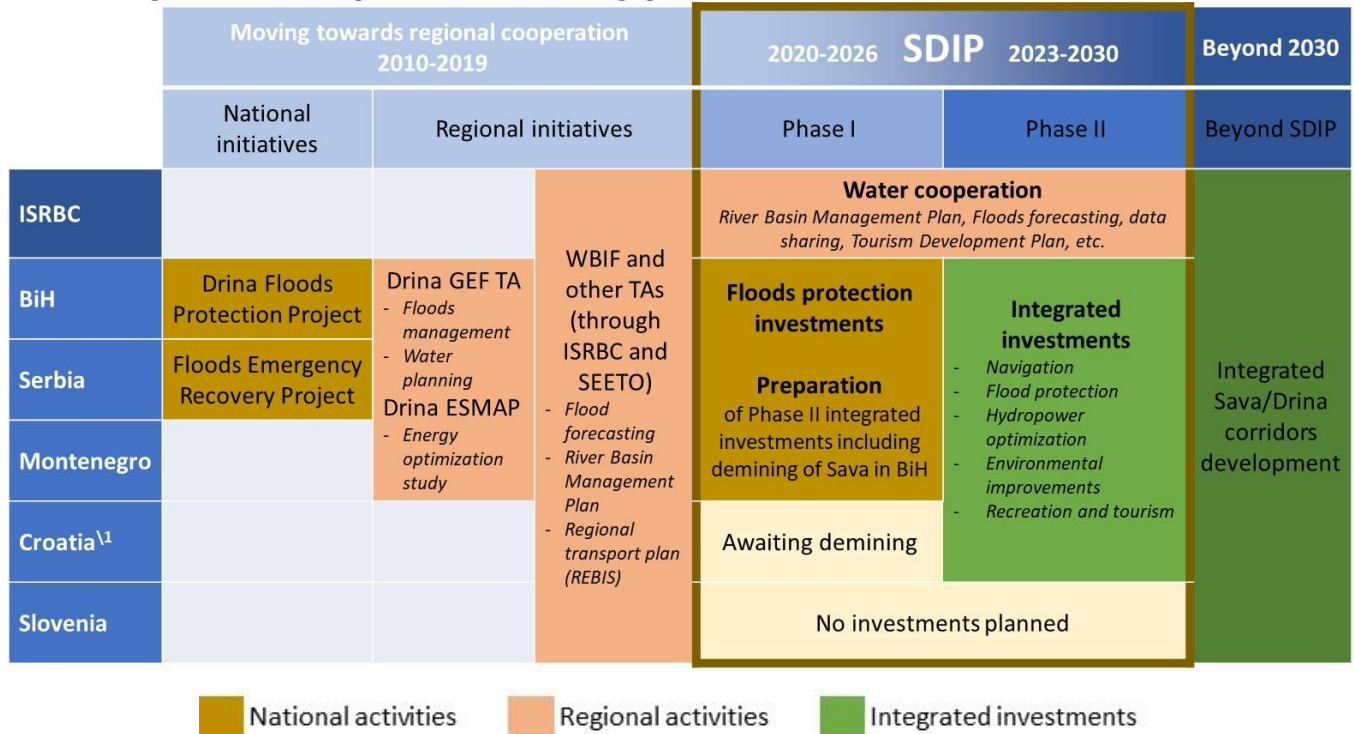 Moving towards regional cooperation
2010-2019
2020-2026 SDIP 2023-2030
Beyond 2030
National
initiatives
Regional initiatives
Phase I
Phase II
Beyond SDIP
ISRBC
BiH
Serbia
Montenegro
Croatia\1
Slovenia
Drina Floods
Protection Project
Floods Emergency
Recovery Project
Drina GEF TA
- Floods
management
- Water
planning
Drina ESMAP
- Energy
optimization
study
WBIF and
other TAs
(through
ISRBC and
SEETO)
- Flood
forecasting
- River Basin
Management
Plan
- Regional
transport plan
(REBIS)
Water cooperation
River Basin Management Plan, Floods forecasting, data
sharing, Tourism Development Plan, etc.
Floods protection
investments
Preparation
of Phase II integrated
investments including
demining of Sava in BiH
Awaiting demining
Integrated
investments
- Navigation
- Flood protection
- Hydropower
optimization
- Environmental
improvements
- Recreation and tourism
No investments planned
Integrated
Sava/Drina
corridors
development
National activities
Regional activities
Integrated investments